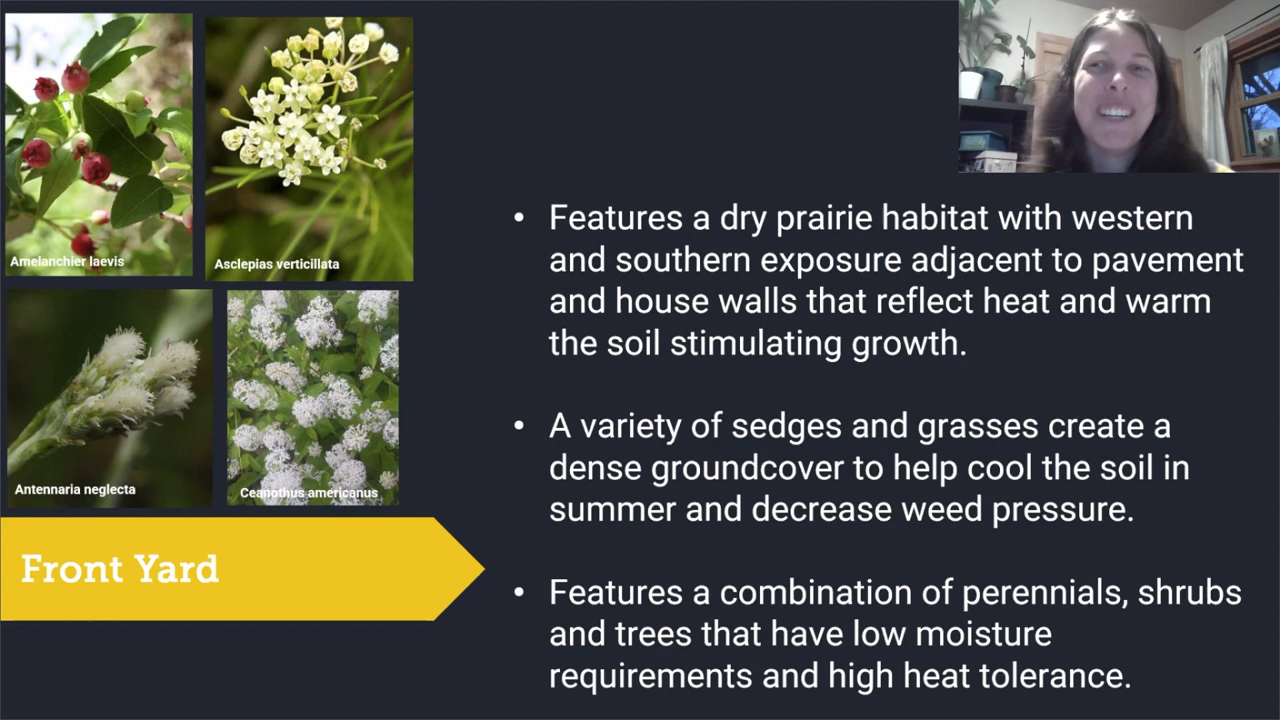 Amelanchier laevis
Asclepias verticillata
Antennaria neglecta
Ceanothus americanus
Front Yard
• Features a dry prairie habitat with western
and southern exposure adjacent to pavement
and house walls that reflect heat and warm
the soil stimulating growth.
• A variety of sedges and grasses create a
dense groundcover to help cool the soil in
summer and decrease weed pressure.
• Features a combination of perennials, shrubs
and trees that have low moisture
requirements and high heat tolerance.